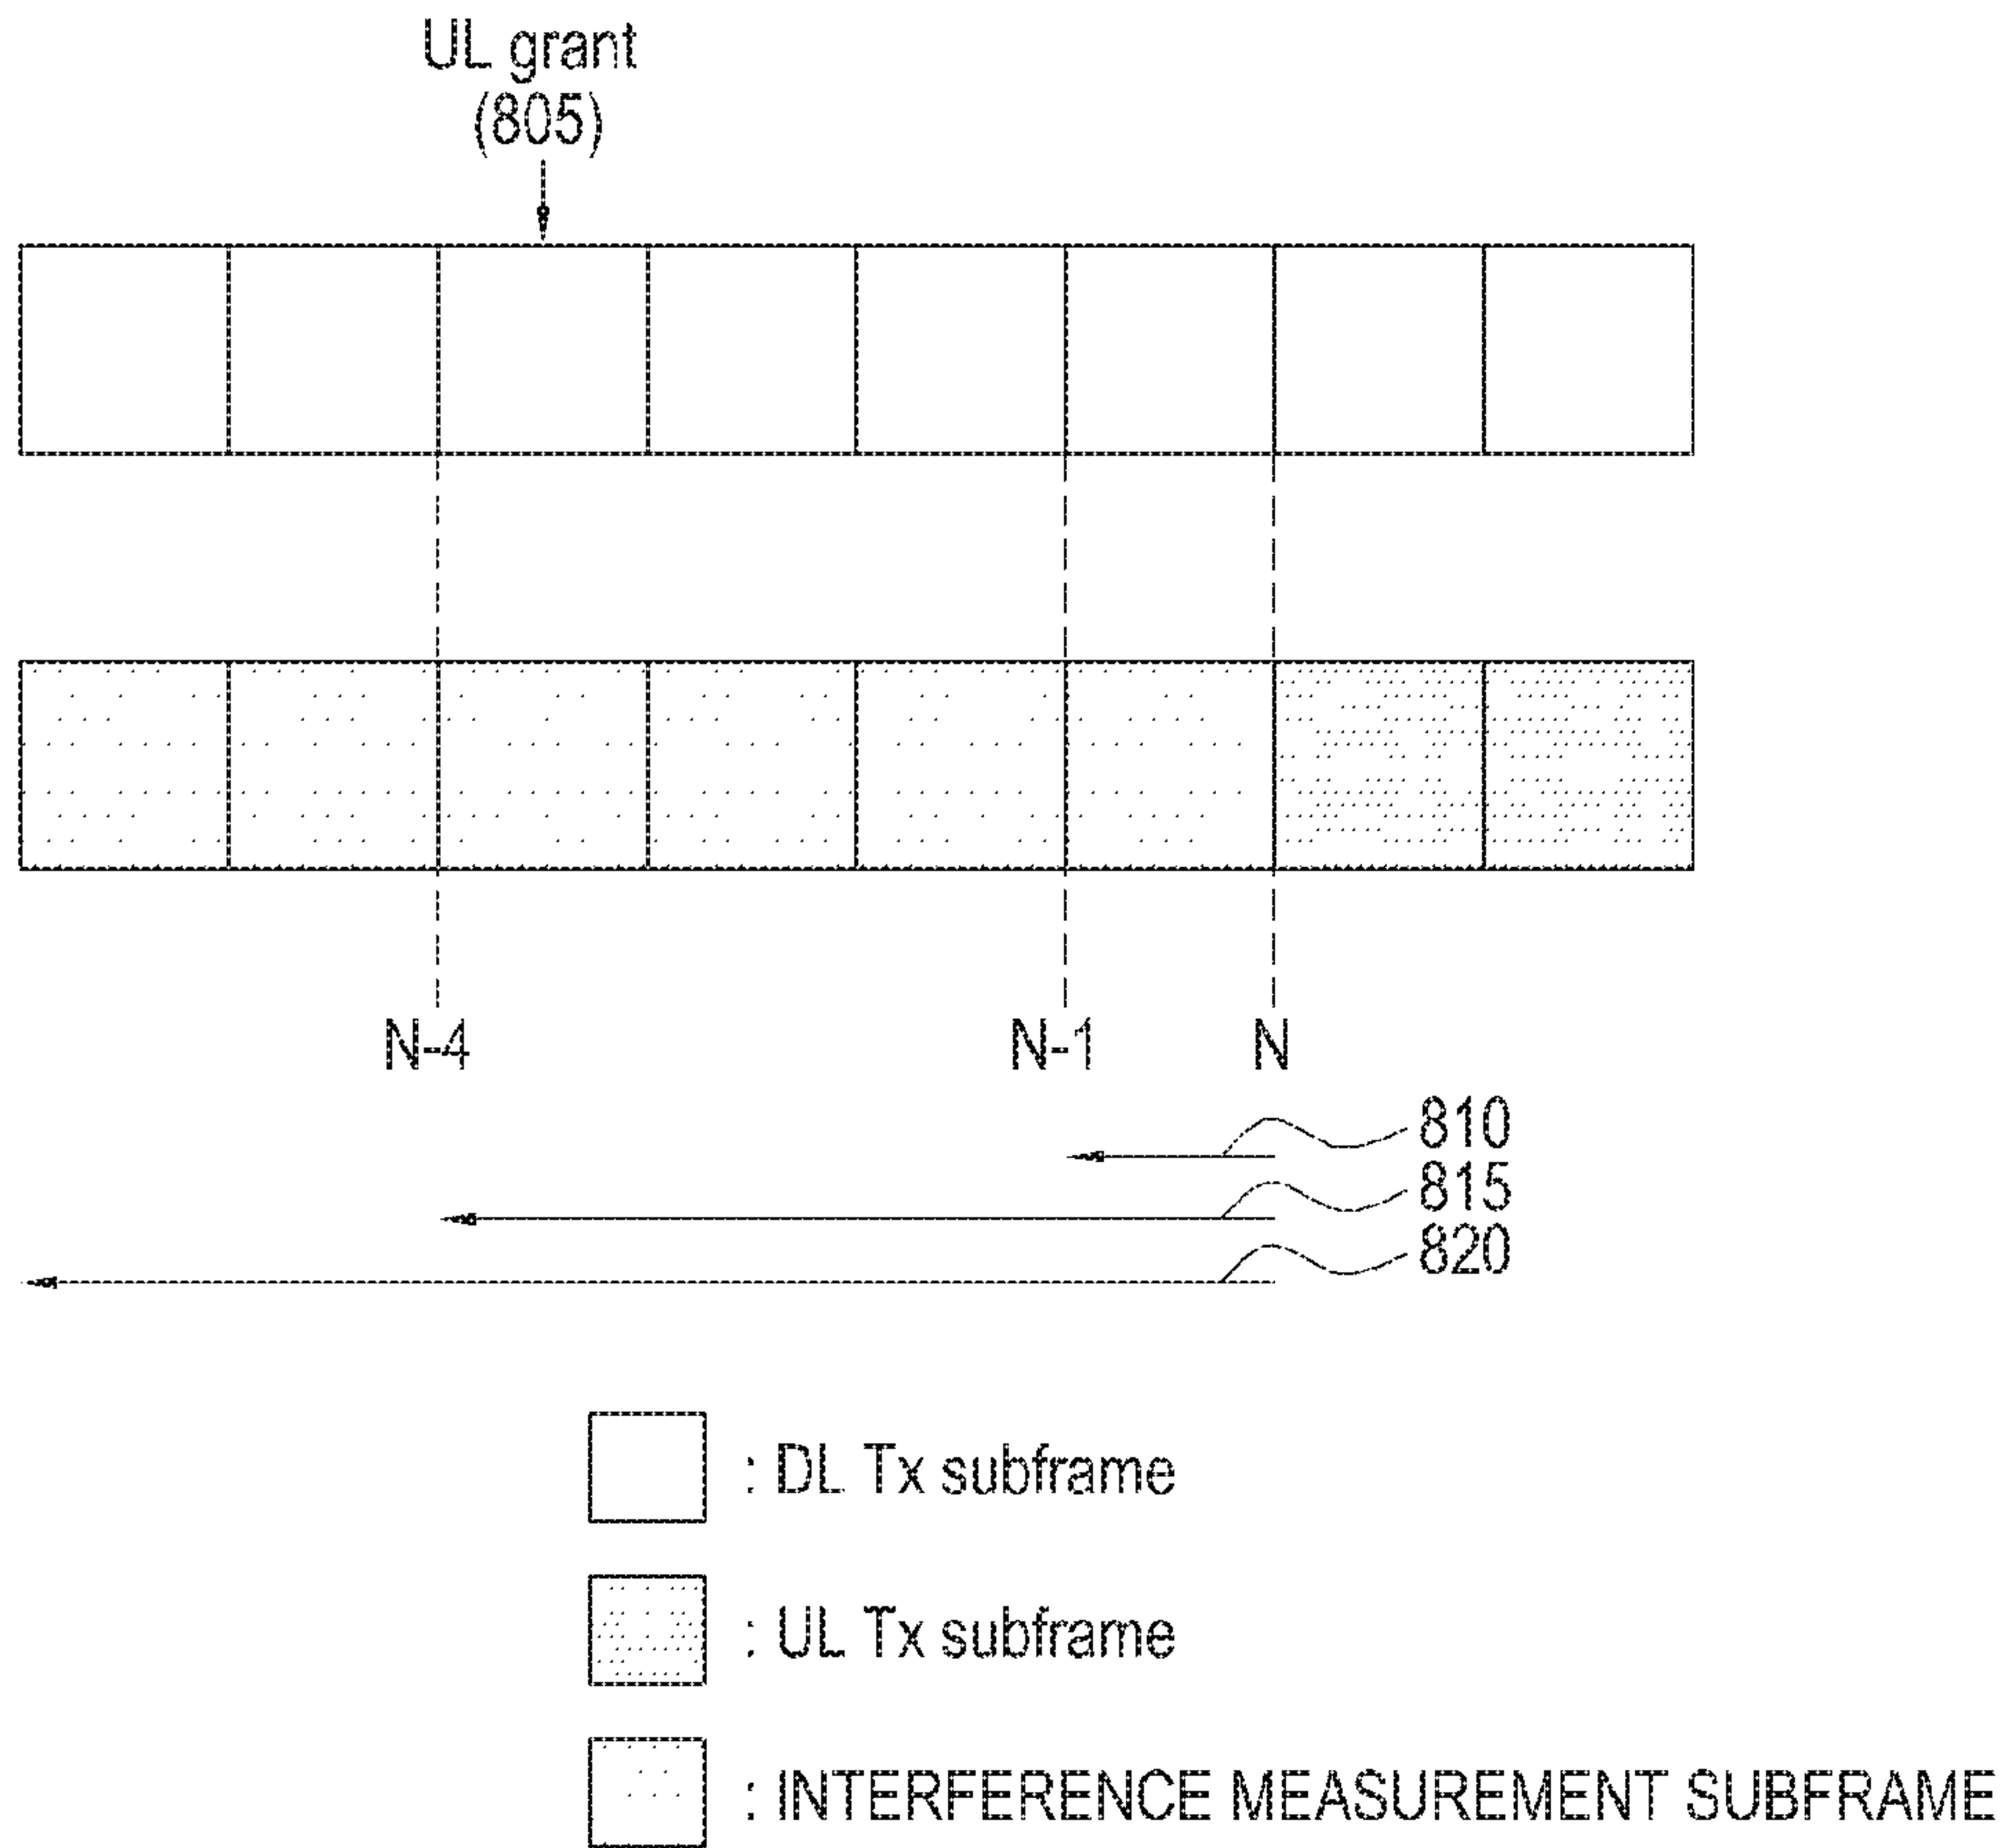 UL grant
(805)
N-4 N-1 N
810
815
820
: DL Tx subframe
: UL Tx subframe
: INTERFERENCE MEASUREMENT SUBFRAME